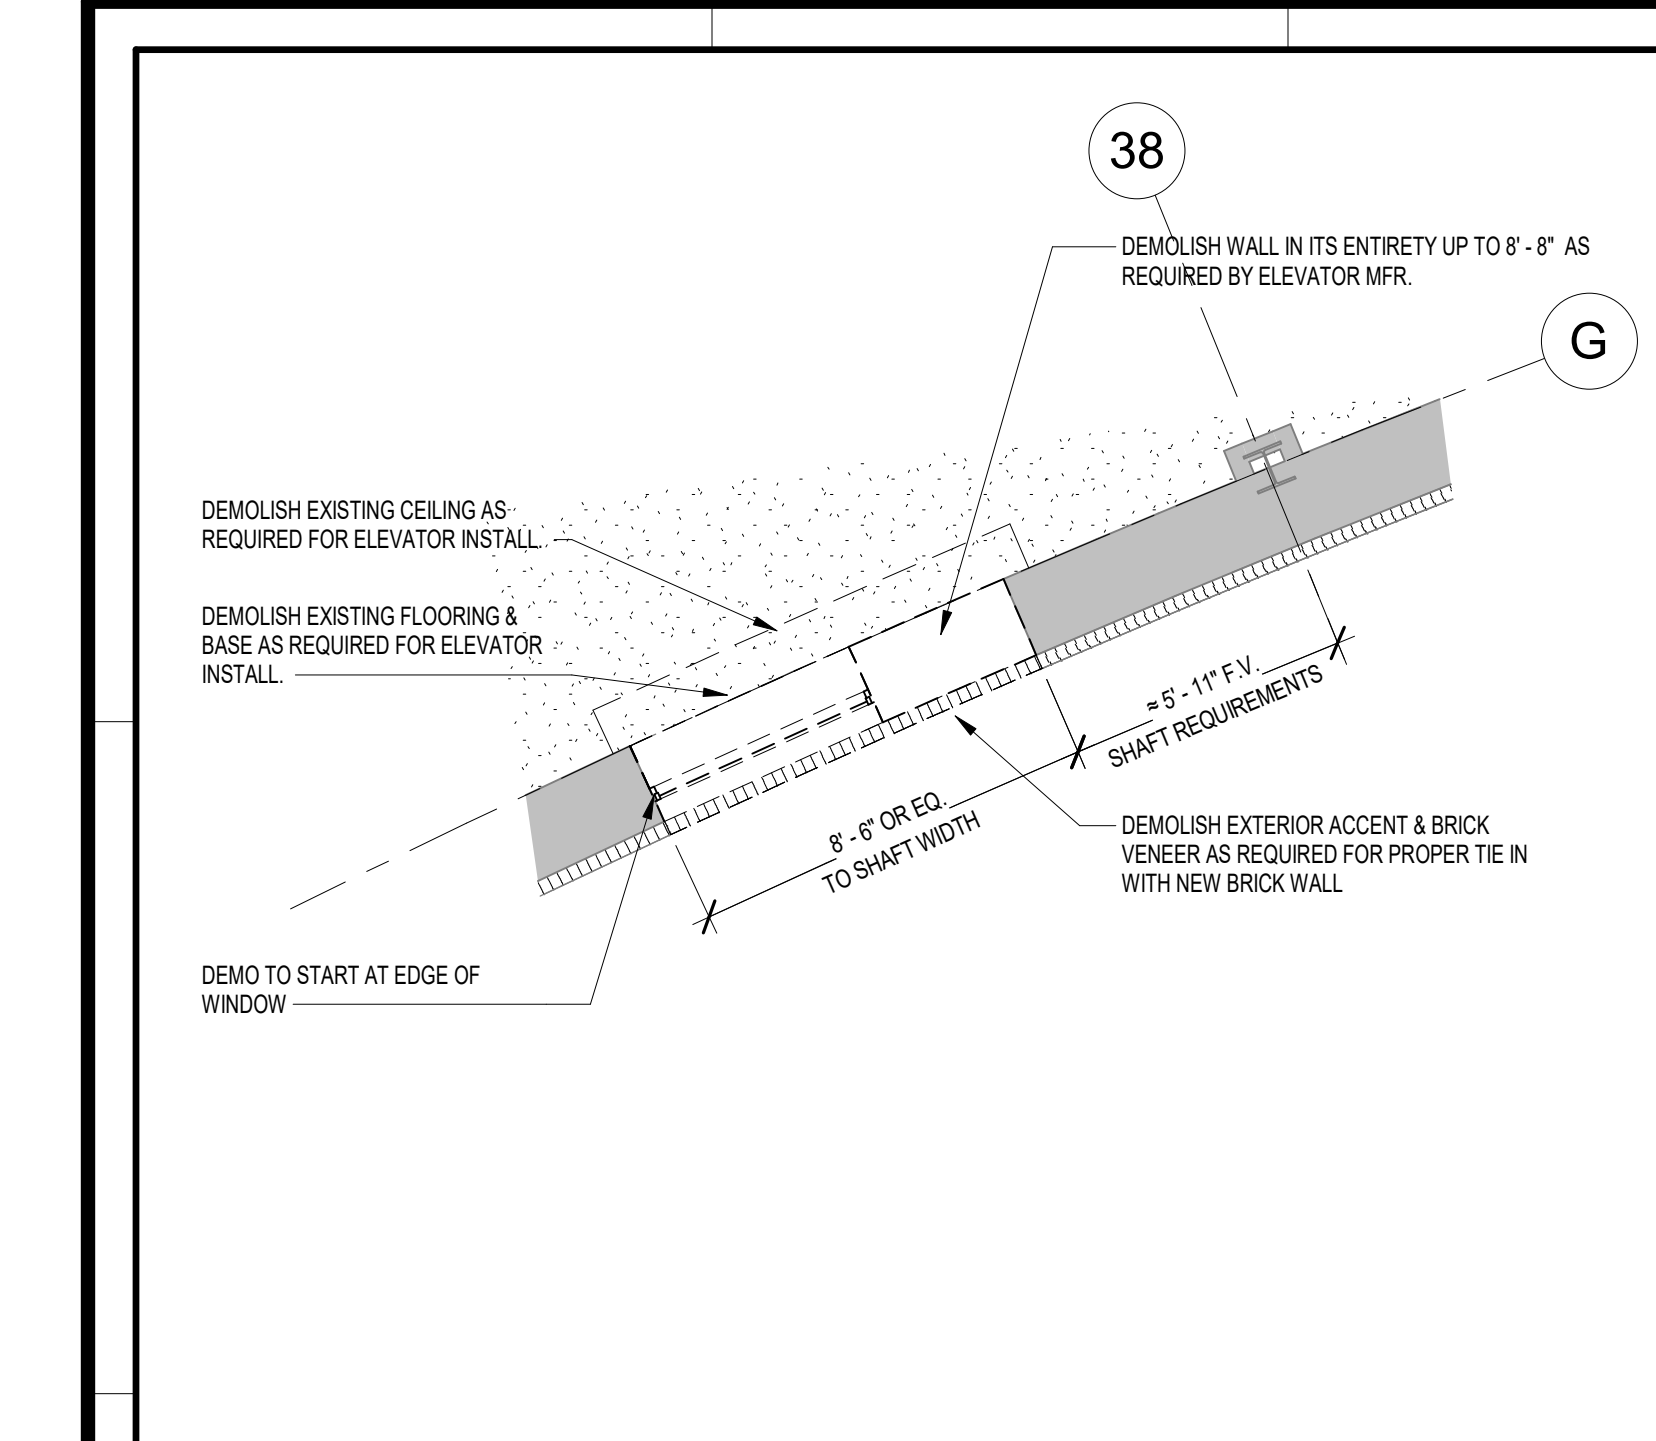 38
DEMOLISH WALL IN ITS ENTIRETY UP TO 8' - 8" AS
REQUIRED BY ELEVATOR MFR.
G
DEMOLISH EXISTING CEILING AS
REQUIRED FOR ELEVATOR INSTALL.
DEMOLISH EXISTING FLOORING &
BASE AS REQUIRED FOR ELEVATOR
INSTALL.
≈ 5' - 11" F.V.
SHAFT REQUIREMENTS
8' - 6" OR EQ.
TO SHAFT WIDTH
DEMOLISH EXTERIOR ACCENT & BRICK
VENEER AS REQUIRED FOR PROPER TIE IN
WITH NEW BRICK WALL
DEMO TO START AT EDGE OF
WINDOW